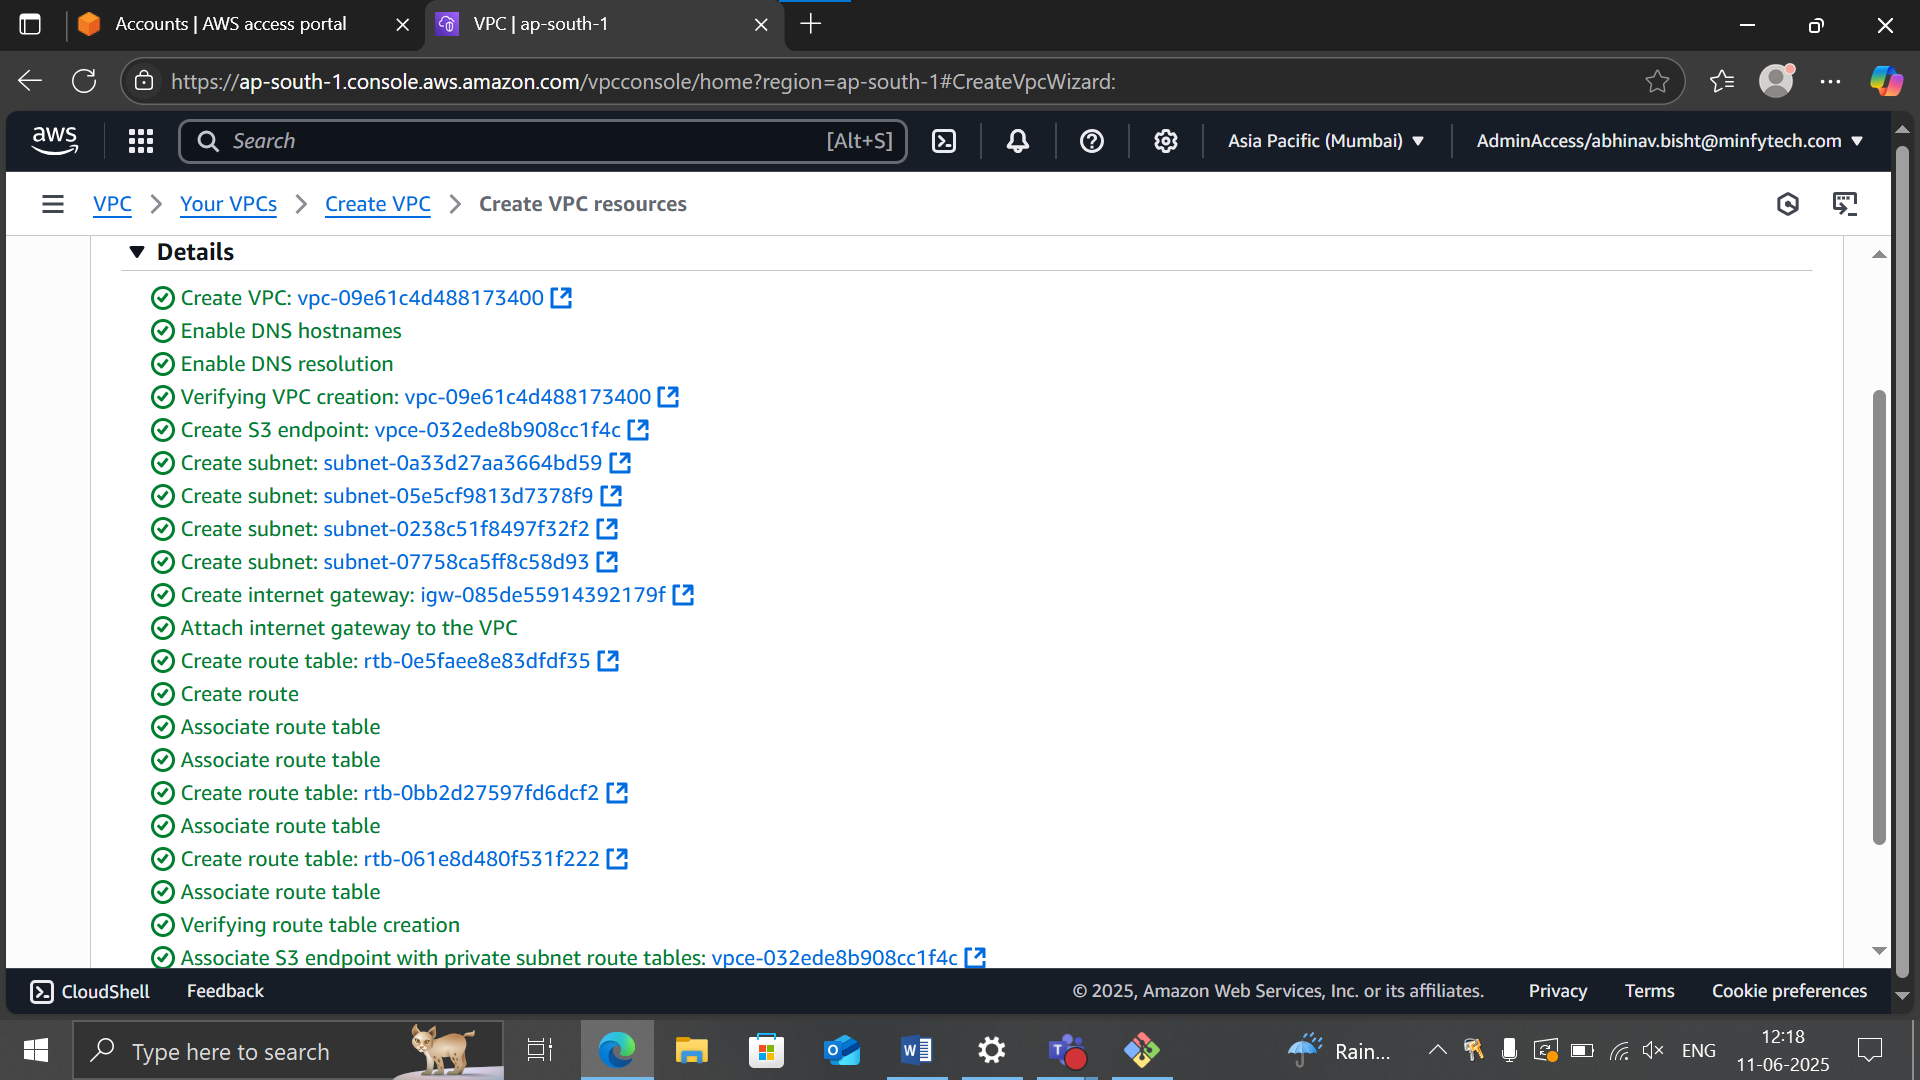 Accounts | AWS access portal
VPC | ap-south-1
https://ap-south-1.console.aws.amazon.com/vpcconsole/home?region=ap-south-1#CreateVpcWizard:
aws
Search [Alt+S]
Asia Pacific (Mumbai)
AdminAccess/abhinav.bisht@minfytech.com
VPC > Your VPCs > Create VPC > Create VPC resources
Details
Create VPC: vpc-09e61c4d488173400
Enable DNS hostnames
Enable DNS resolution
Verifying VPC creation: vpc-09e61c4d488173400
Create S3 endpoint: vpce-032ede8b908cc1f4c
Create subnet: subnet-0a33d27aa3664bd59
Create subnet: subnet-05e5cf9813d7378f9
Create subnet: subnet-0238c51f8497f32f2
Create subnet: subnet-07758ca5ff8c58d93
Create internet gateway: igw-085de55914392179f
Attach internet gateway to the VPC
Create route table: rtb-0e5faee8e83dfdf35
Create route
Associate route table
Associate route table
Create route table: rtb-0bb2d27597fd6dcf2
Associate route table
Create route table: rtb-061e8d480f531f222
Associate route table
Verifying route table creation
Associate S3 endpoint with private subnet route tables: vpce-032ede8b908cc1f4c
CloudShell
Feedback
© 2025, Amazon Web Services, Inc. or its affiliates.
Privacy
Terms
Cookie preferences
Type here to search
Rain...
ENG
12:18
11-06-2025